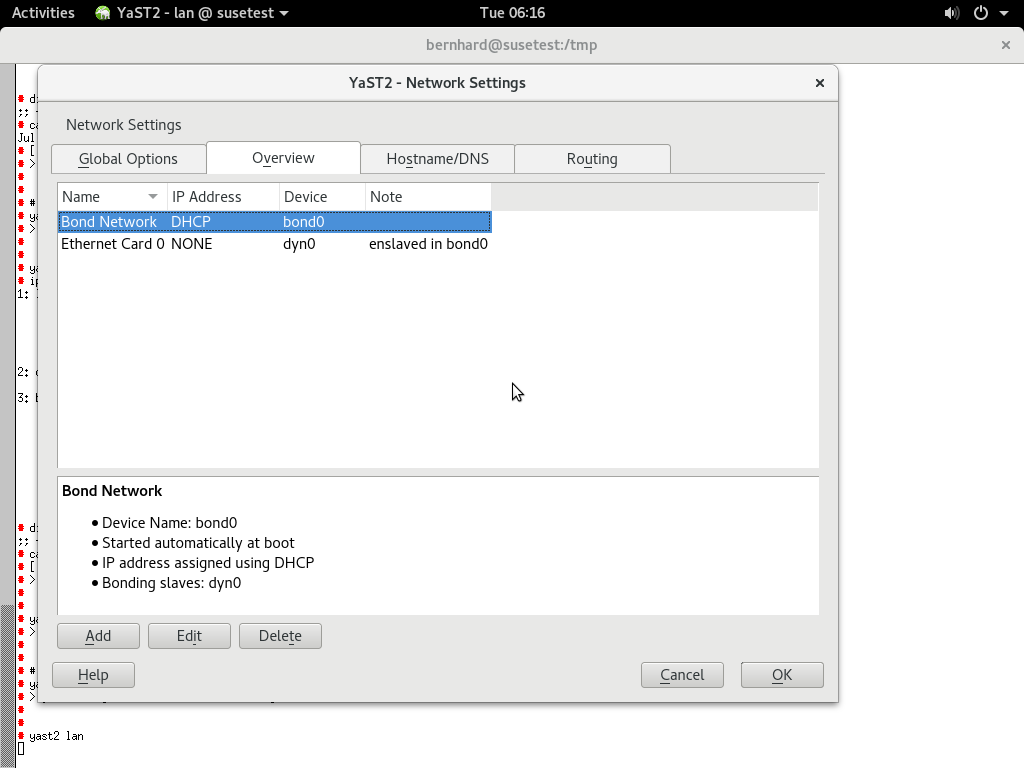 Activities YaST2 - lan @ susetest Tue 06:16
bernhard@susetest:/tmp
YaST2 - Network Settings
Network Settings
Global Options Overview Hostname/DNS Routing
Name IP Address Device Note
Bond Network DHCP bond0
Ethernet Card 0 NONE dyn0 enslaved in bond0
Bond Network
• Device Name: bond0
• Started automatically at boot
• IP address assigned using DHCP
• Bonding slaves: dyn0
Add Edit Delete
Help Cancel OK
1:
2:
3:
yast2 lan